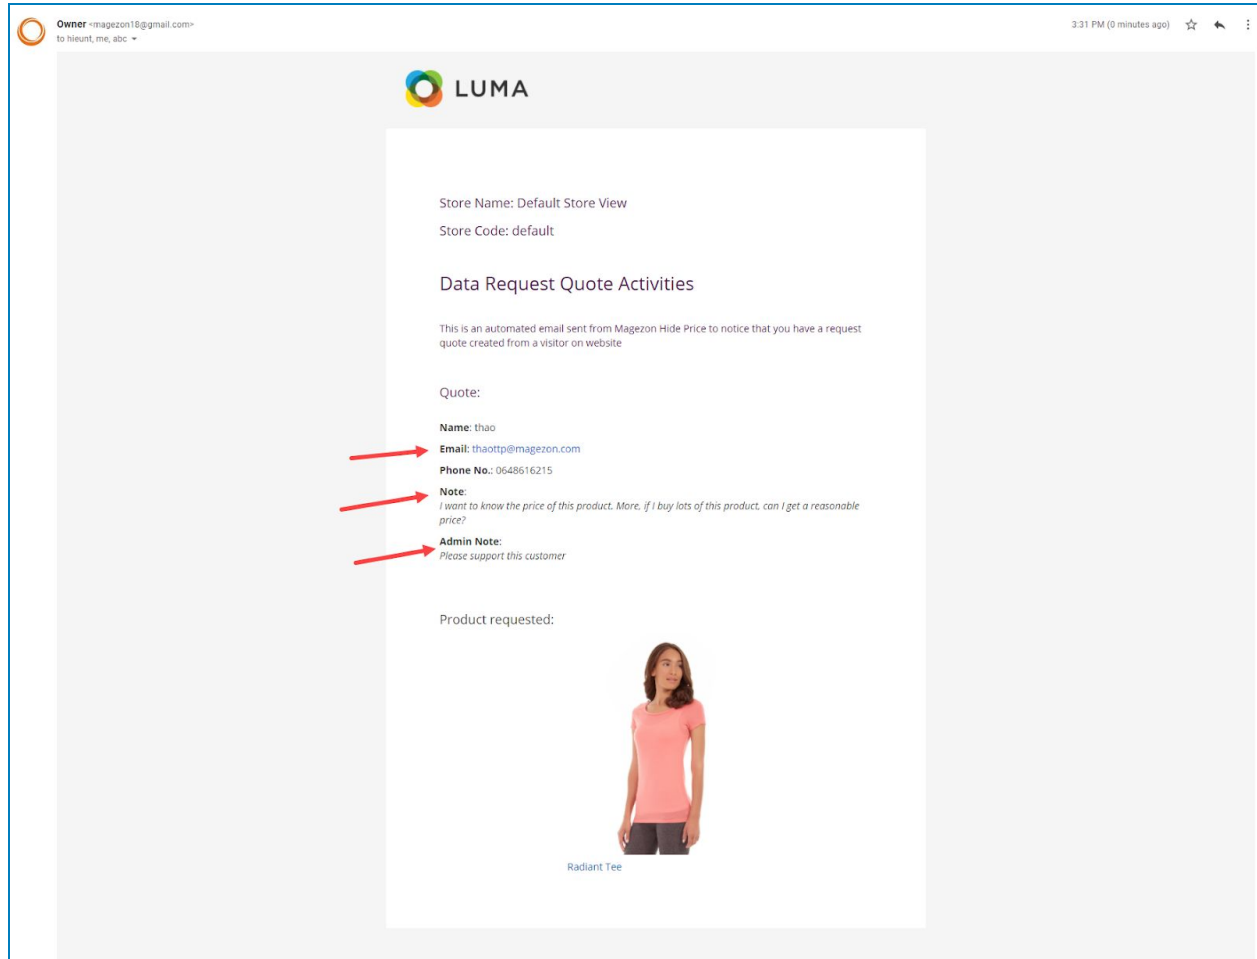 Owner <magezon18@gmail.com>
3:31 PM (0 minutes ago)
to hieunt, me, abc
LUMA
Store Name: Default Store View
Store Code: default
Data Request Quote Activities
This is an automated email sent from Magezon Hide Price to notice that you have a request
quote created from a visitor on website
Quote:
Name: thao
Email: thaottp@magezon.com
Phone No.: 0648616215
Note:
I want to know the price of this product. More, if I buy lots of this product, can I get a reasonable
price?
Admin Note:
Please support this customer
Product requested:
Radiant Tee